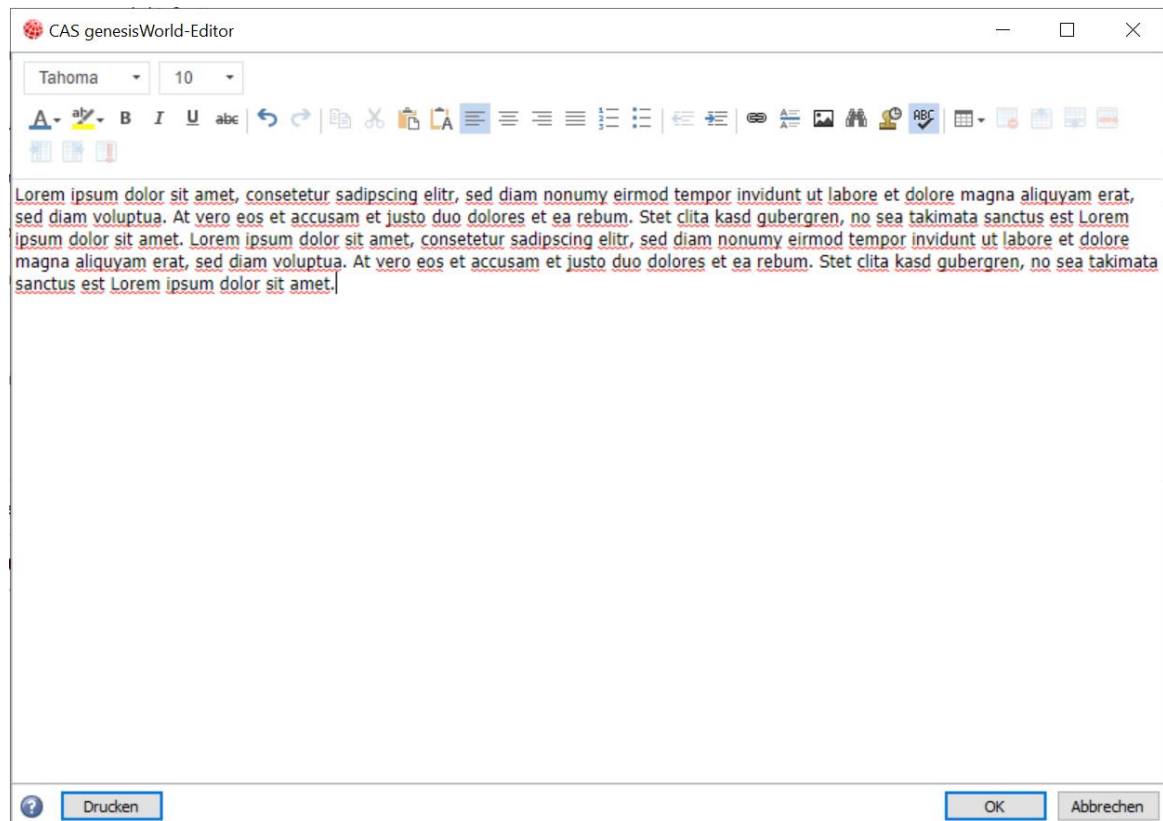 CAS genesisWorld-Editor
Tahoma 10
A ab B I U abc A ABC
Lorem ipsum dolor sit amet, consetetur sadipscing elitr, sed diam nonumy eirmod tempor invidunt ut labore et dolore magna aliquyam erat,
sed diam voluptua. At vero eos et accusam et justo duo dolores et ea rebum. Stet clita kasd gubergren, no sea takimata sanctus est Lorem
ipsum dolor sit amet. Lorem ipsum dolor sit amet, consetetur sadipscing elitr, sed diam nonumy eirmod tempor invidunt ut labore et dolore
magna aliquyam erat, sed diam voluptua. At vero eos et accusam et justo duo dolores et ea rebum. Stet clita kasd gubergren, no sea takimata
sanctus est Lorem ipsum dolor sit amet.
Drucken OK Abbrechen